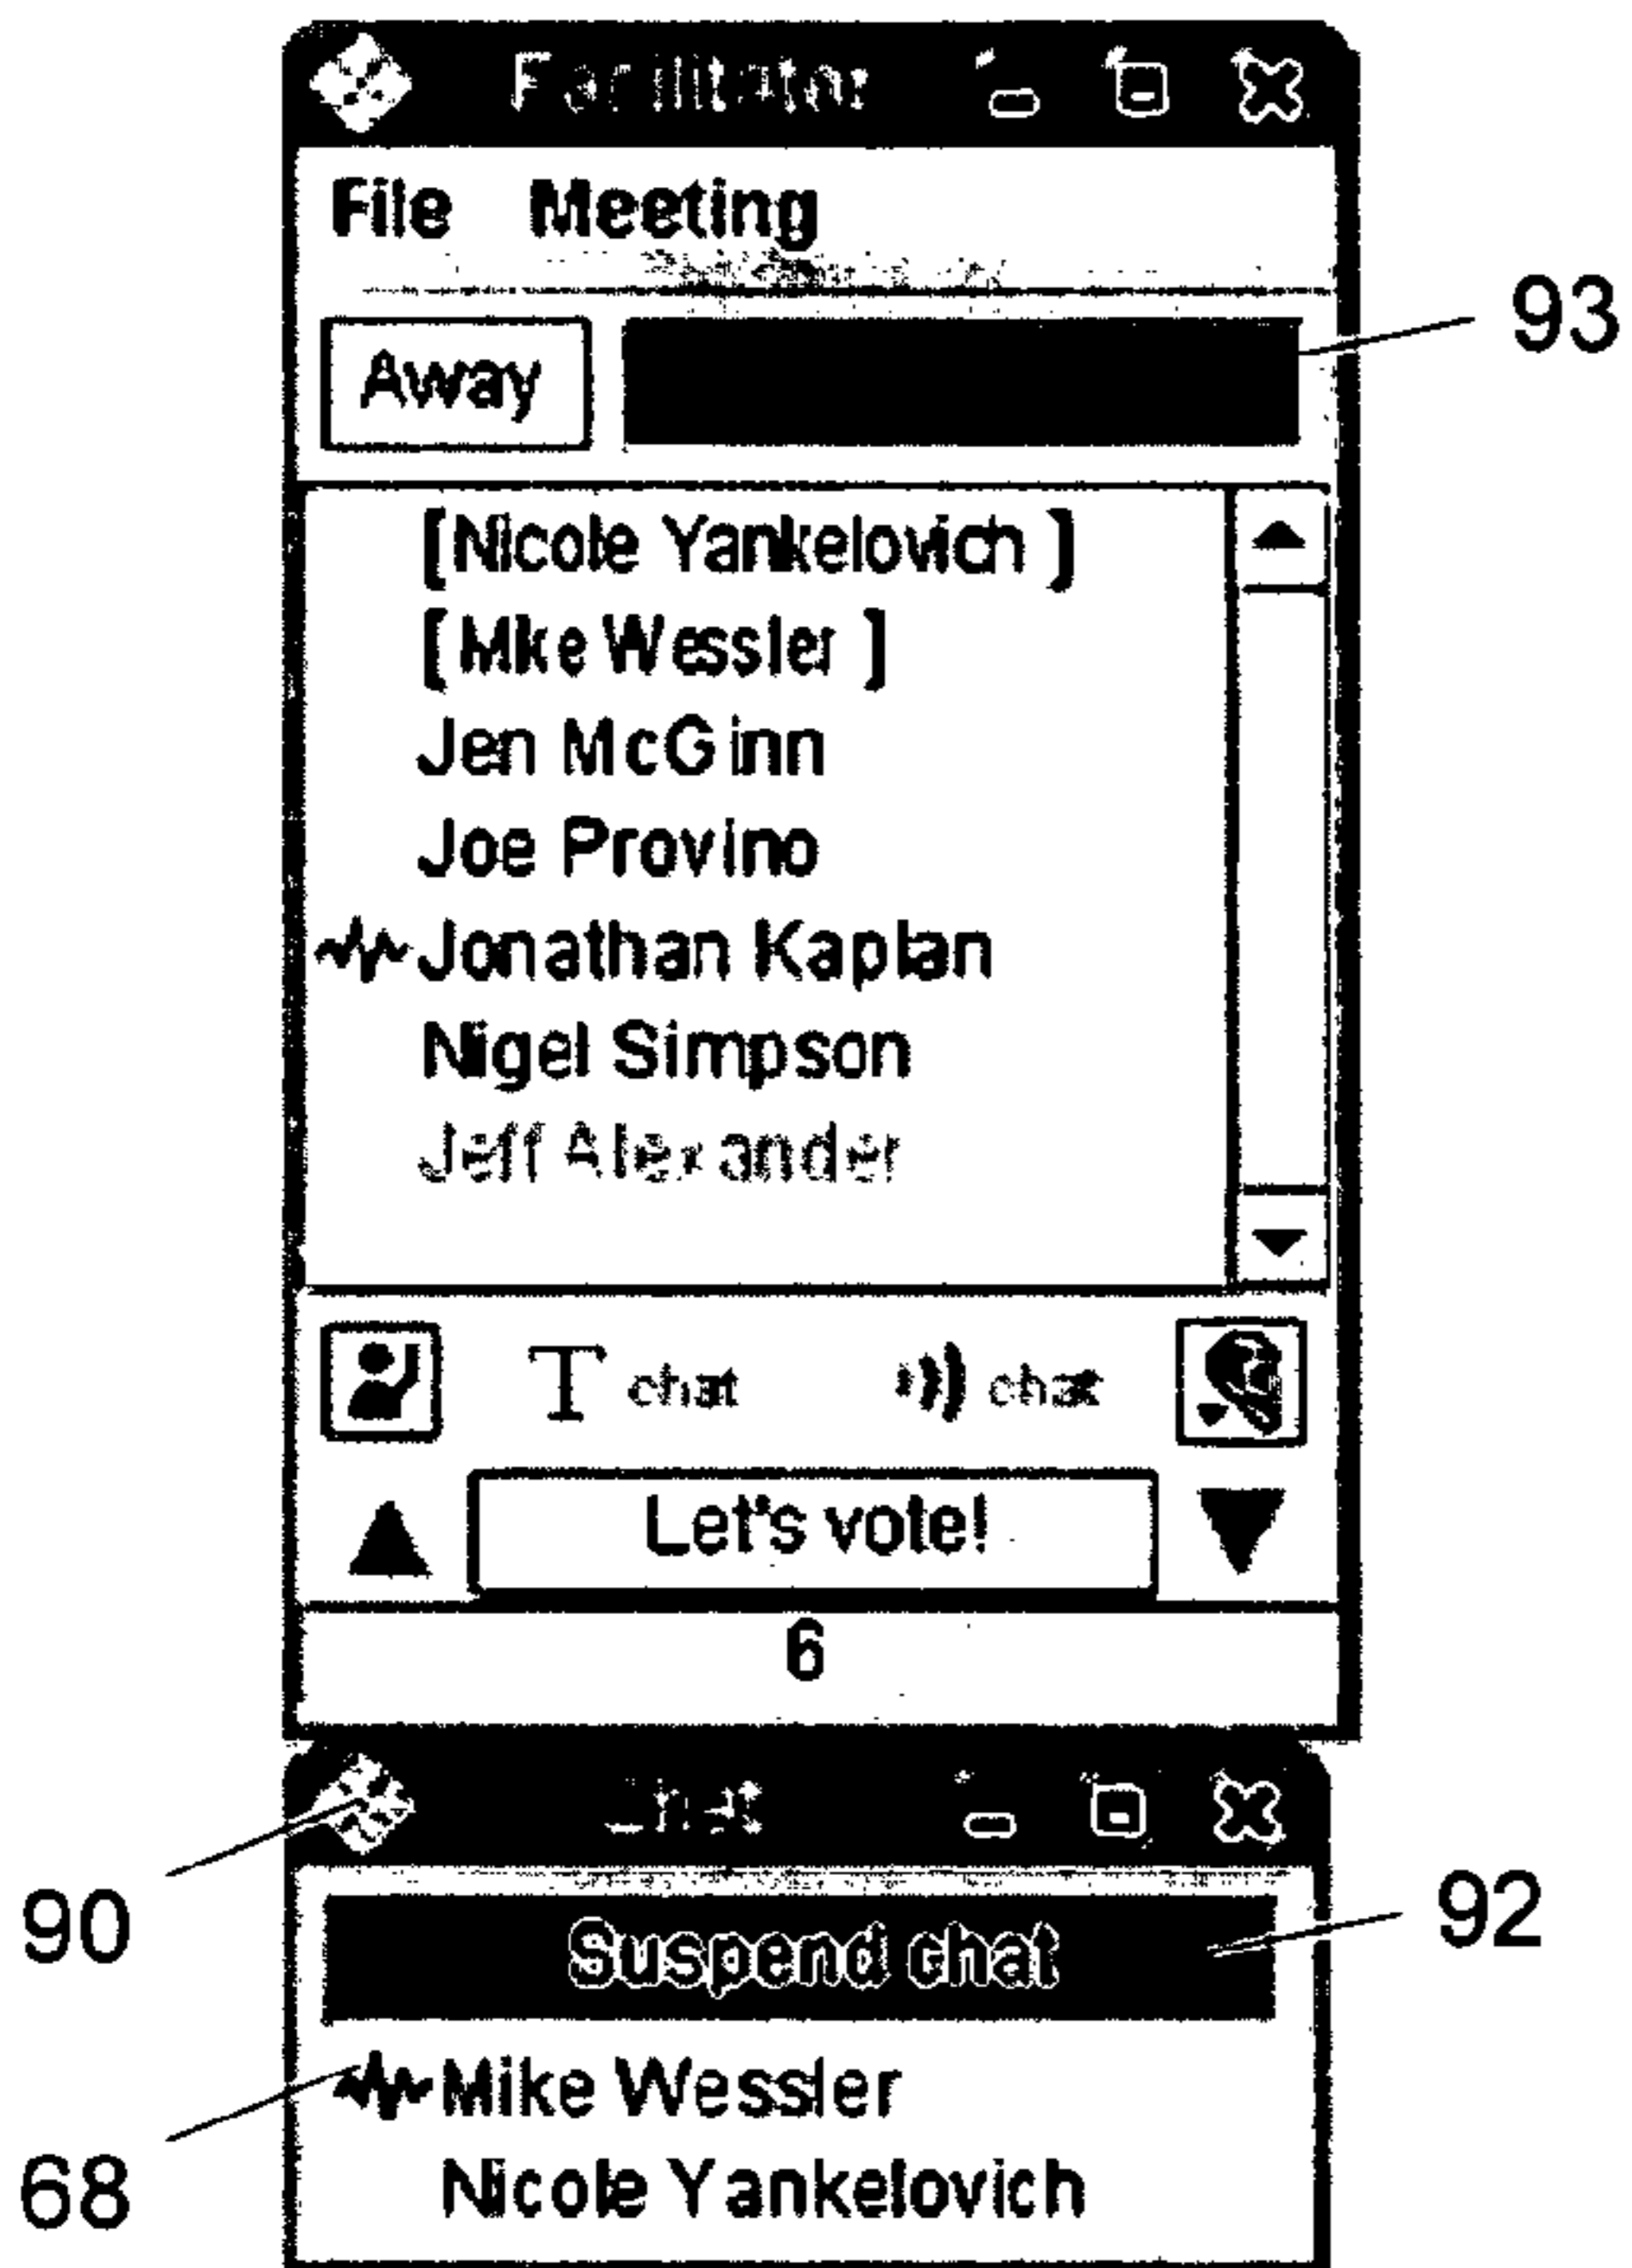 Facilitator
File Meeting
93
Away
[Nicole Yankelovich ]
[Mike Wessler ]
Jen McGinn
Joe Provino
Jonathan Kaplan
Nigel Simpson
Jeff Alexander
T chat chat
Let's vote!
6
Chat
90
Suspend chat
92
Mike Wessler
68
Nicole Yankelovich